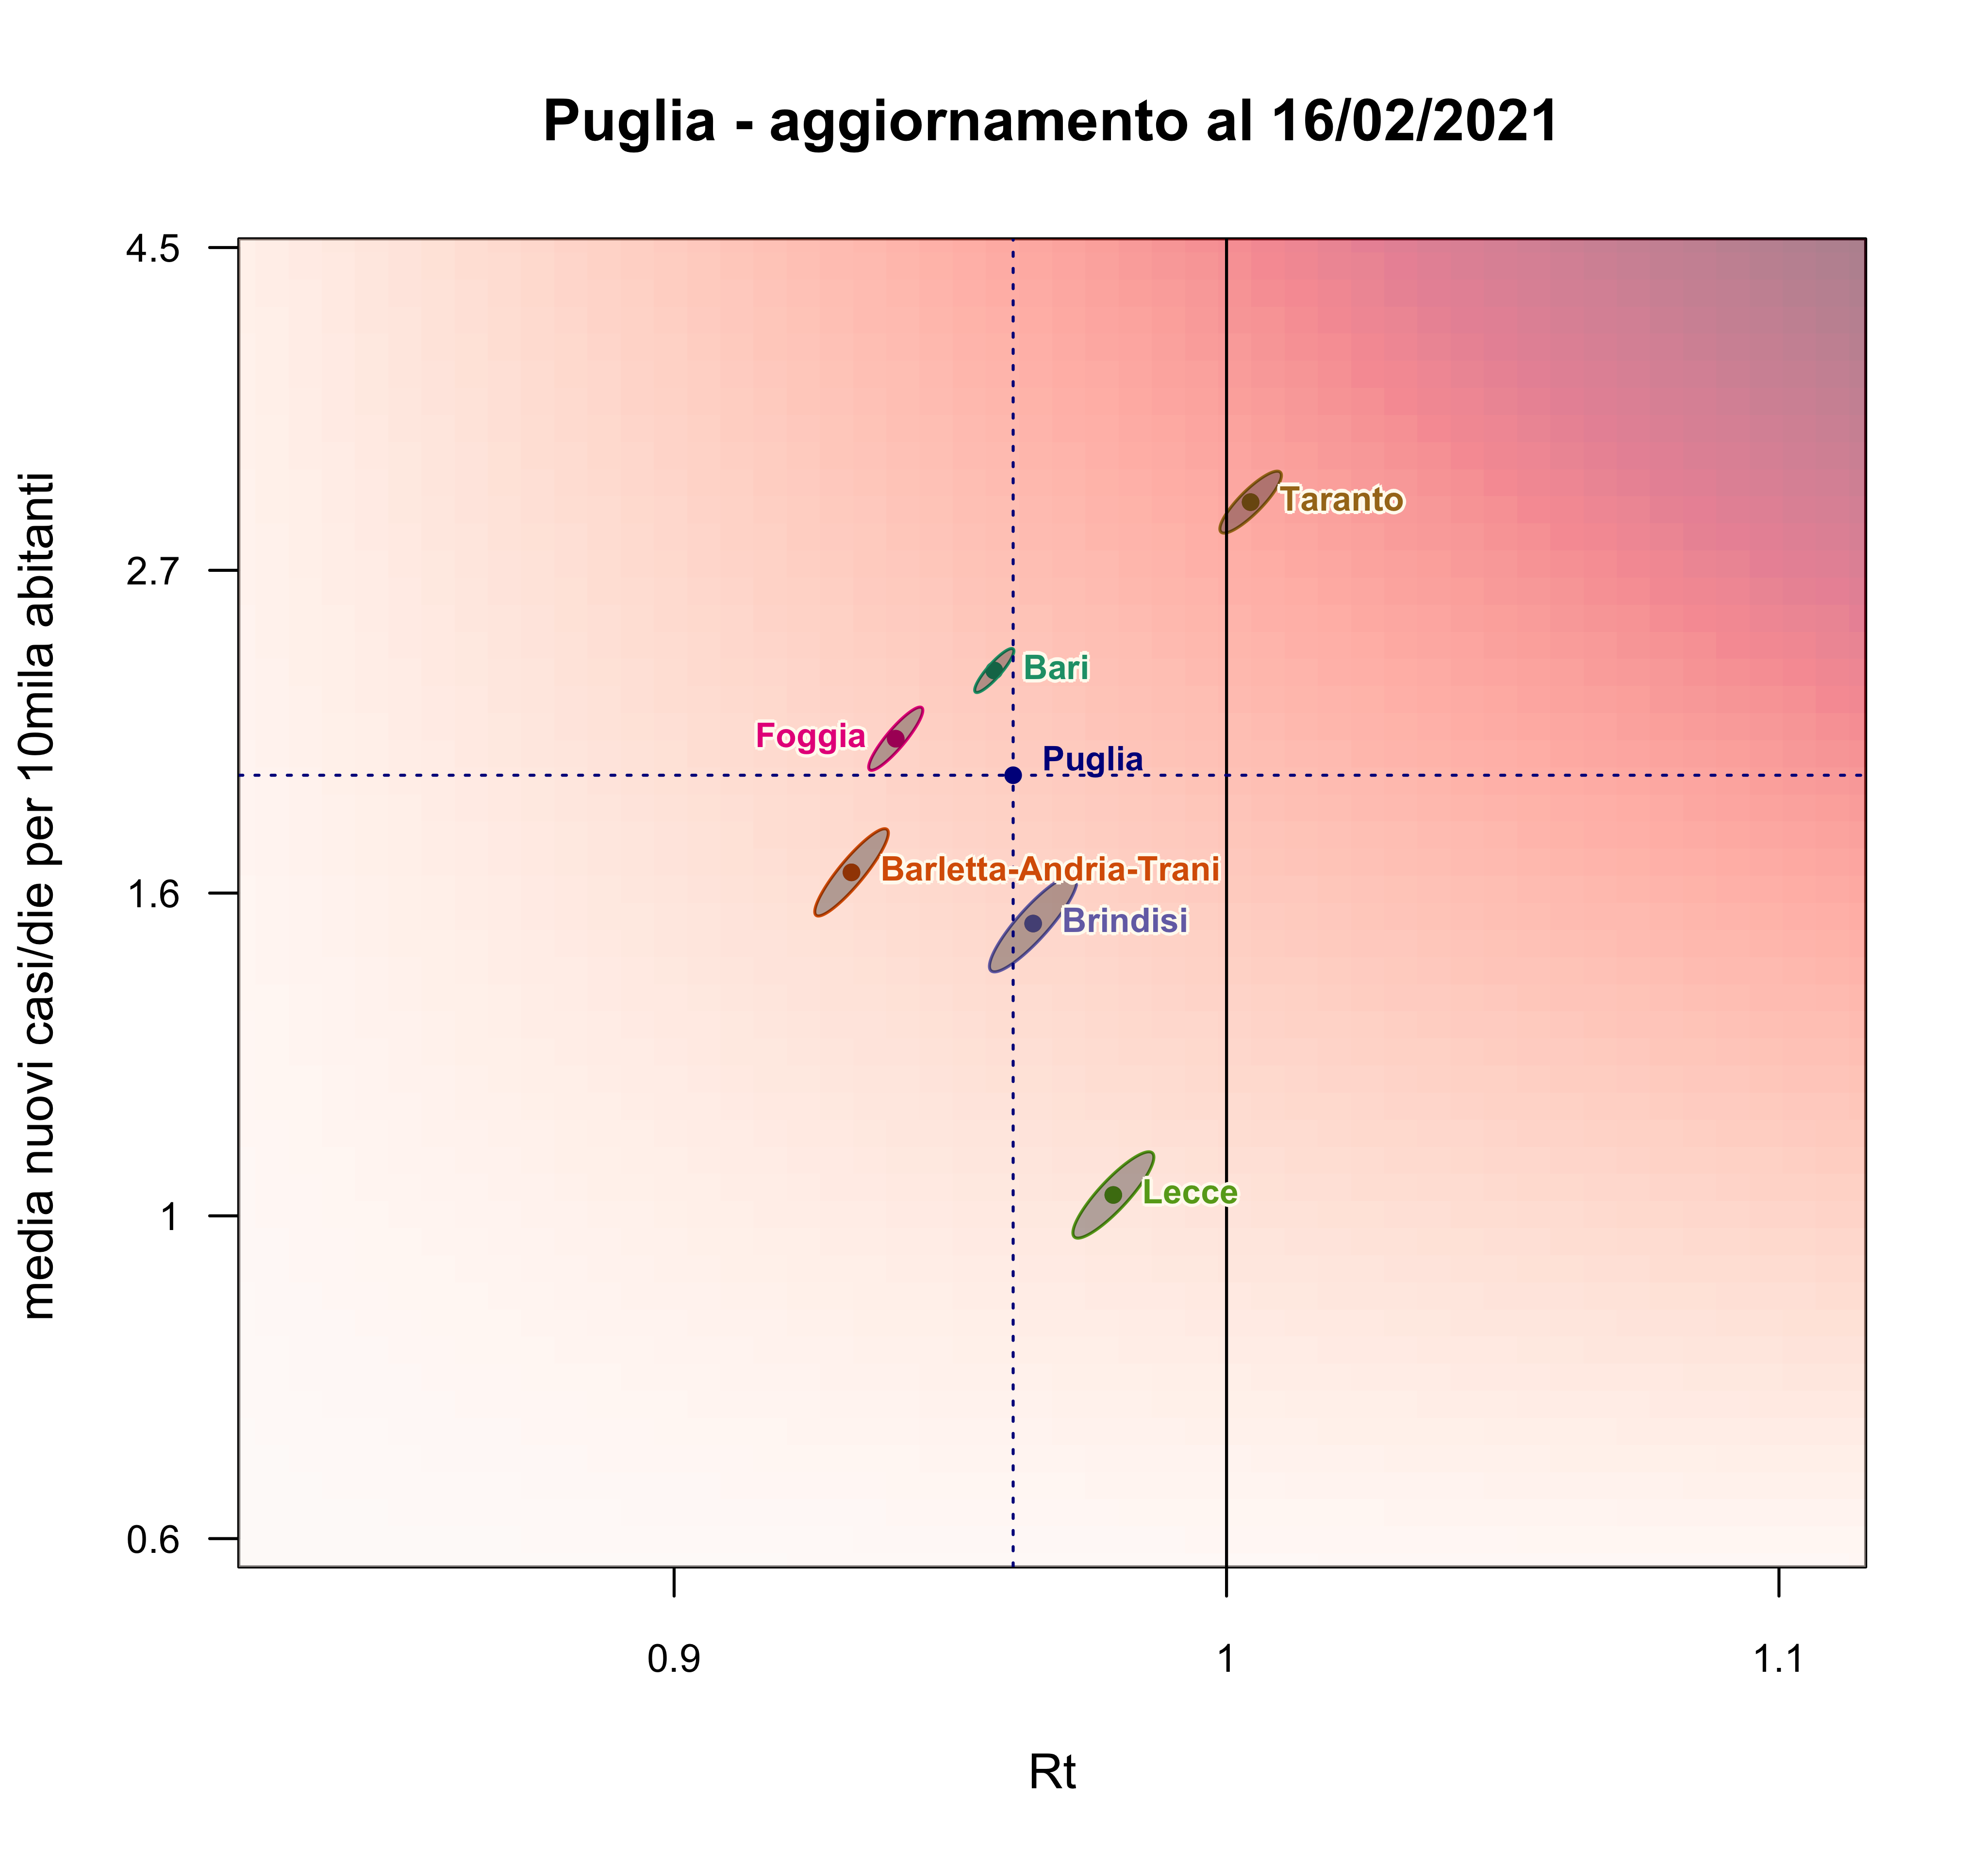 Puglia - aggiornamento al 16/02/2021
media nuovi casi/die per 10mila abitanti
4.5
2.7
1.6
1
0.6
Taranto
Bari
Foggia
Puglia
Barletta-Andria-Trani
Brindisi
Lecce
0.9
1
1.1
Rt